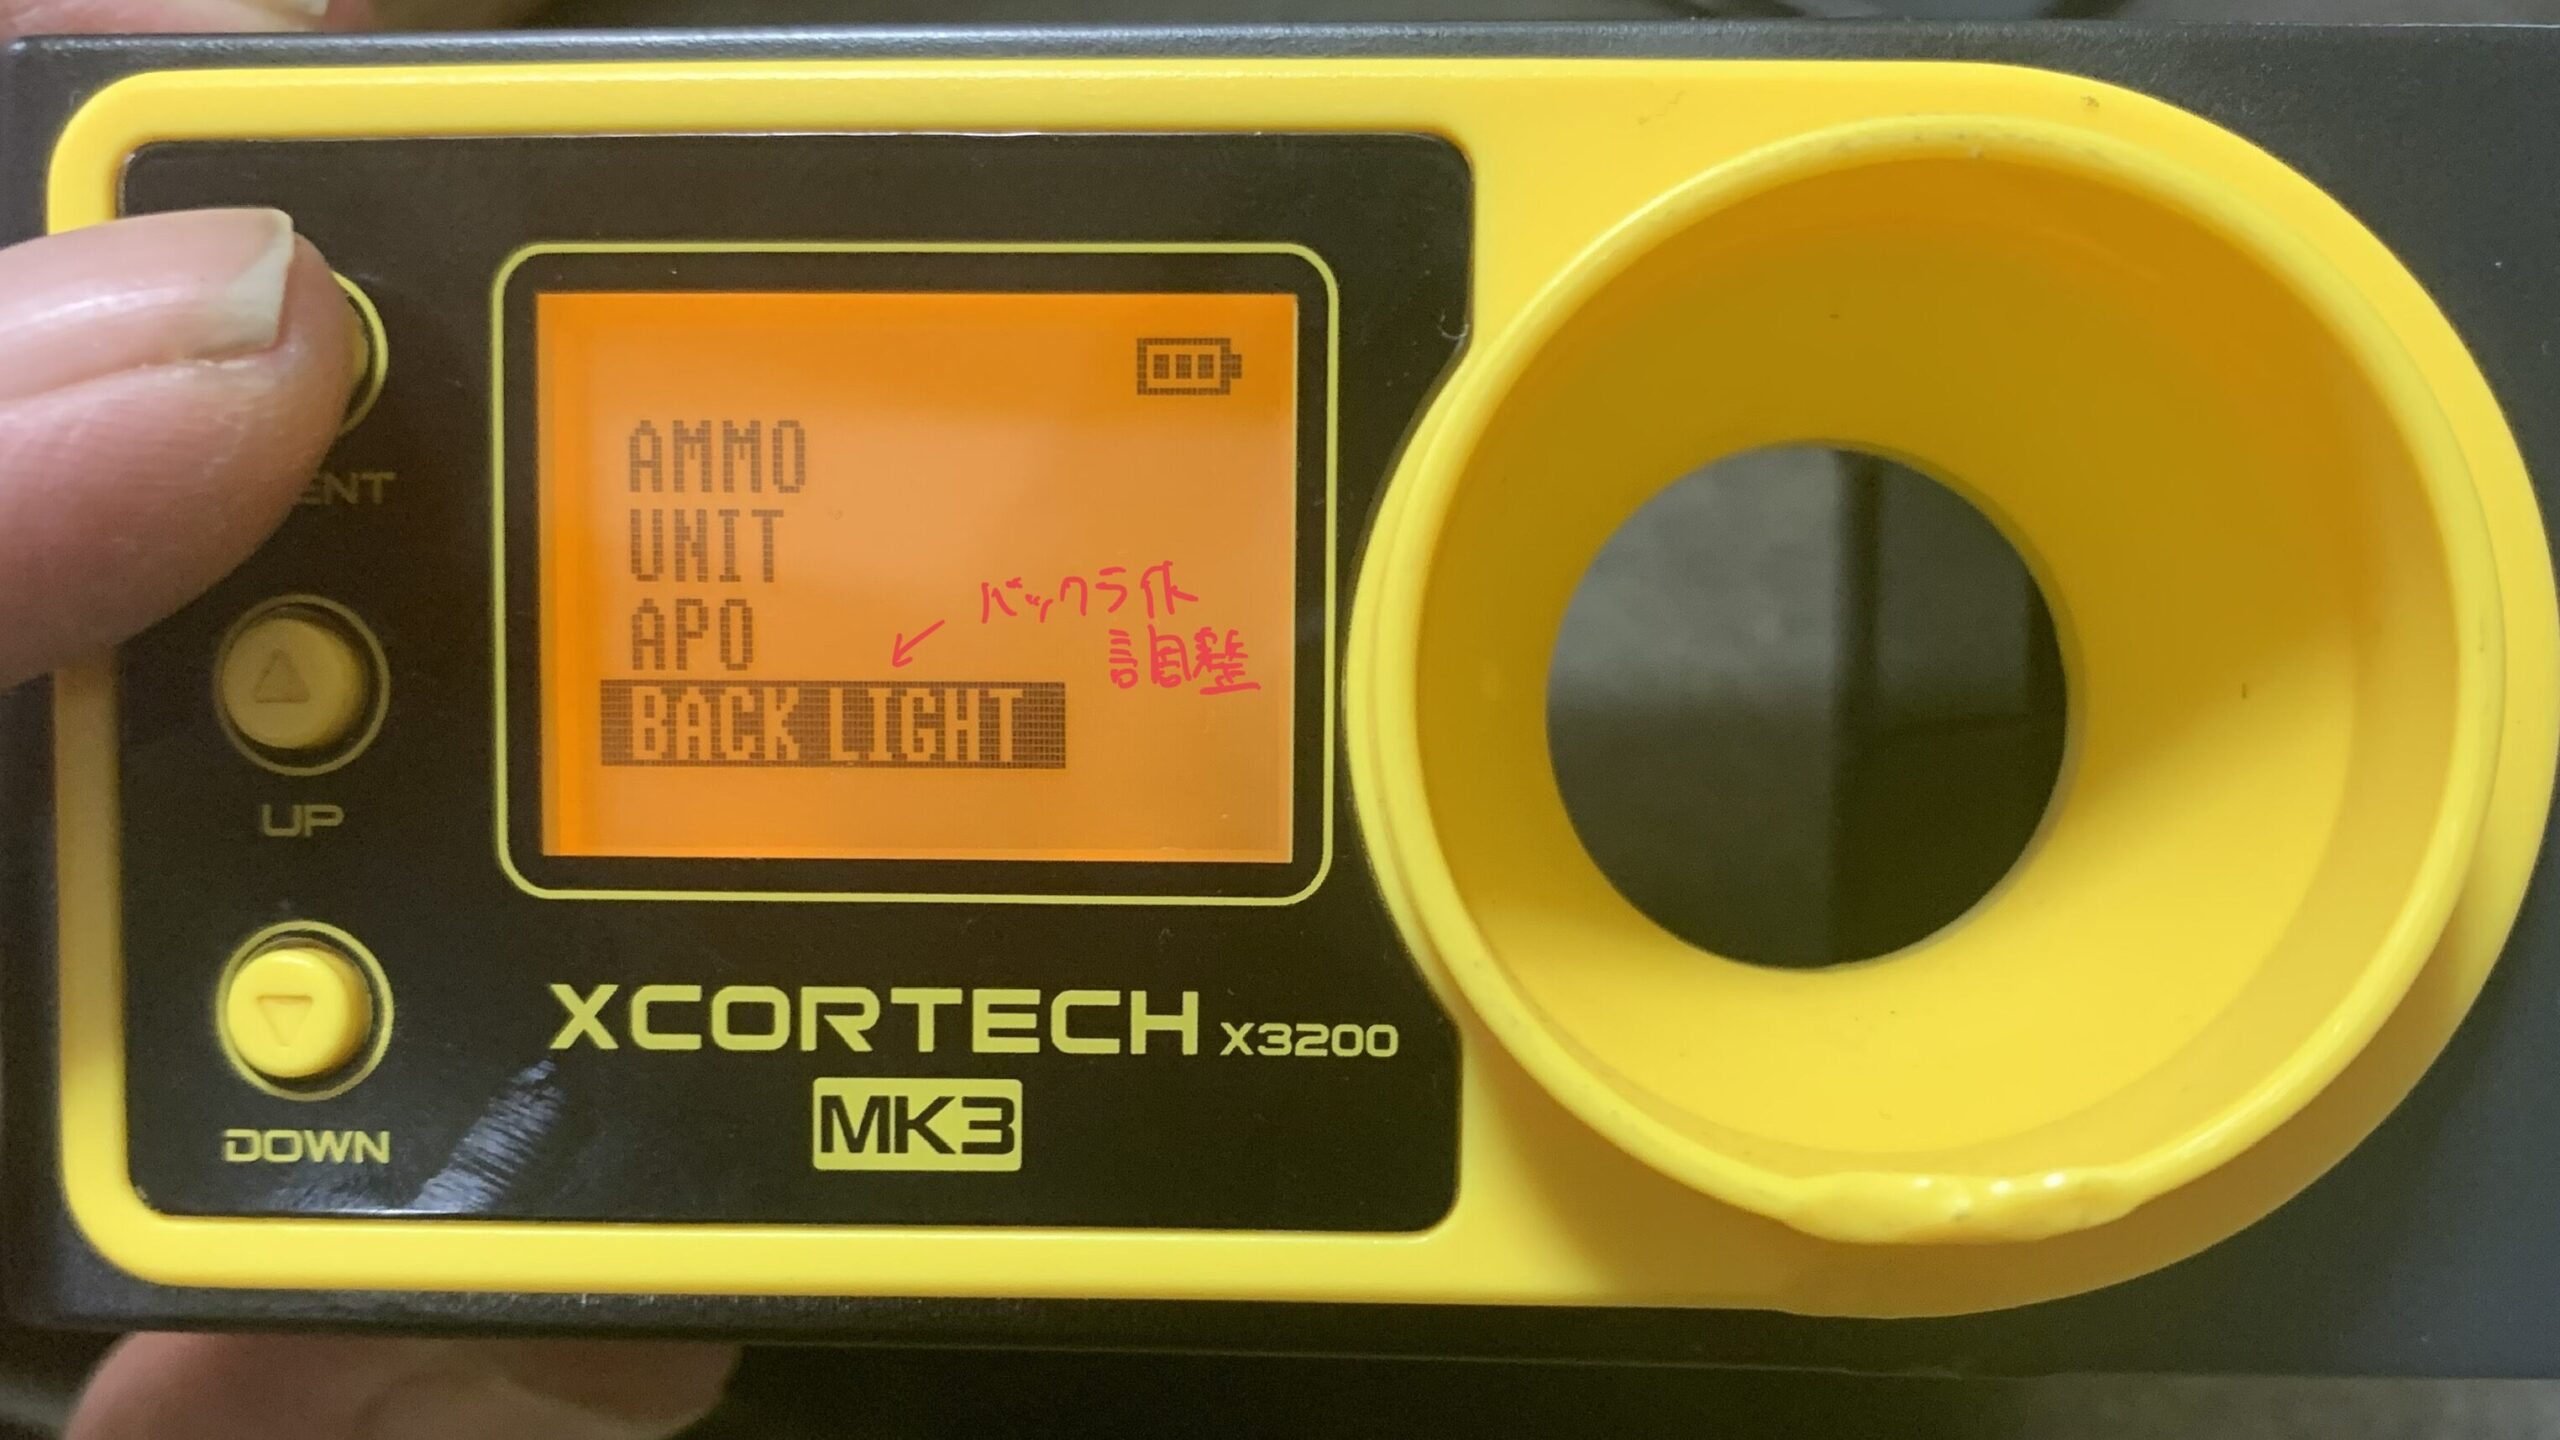 AMMO
UNIT
APO
BACK LIGHT
バックライト
調整
ENT
UP
DOWN
XCORTECH X3200
MK3